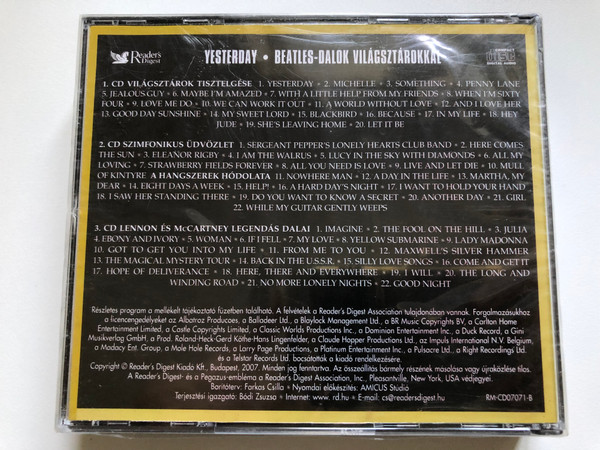 Reader's Digest
YESTERDAY • BEATLES-DALOK VILÁGSZTÁROKKAL
COMPACT disc DIGITAL AUDIO
1. CD VILÁGSZTÁROK TISZTELGÉSE 1. YESTERDAY • 2. MICHELLE • 3. SOMETHING • 4. PENNY LANE
5. JEALOUS GUY • 6. MAYBE I'M AMAZED • 7. WITH A LITTLE HELP FROM MY FRIENDS • 8. WHEN I'M SIXTY
FOUR • 9. LOVE ME DO • 10. WE CAN WORK IT OUT • 11. A WORLD WITHOUT LOVE • 12. AND I LOVE HER
13. GOOD DAY SUNSHINE • 14. MY SWEET LORD • 15. BLACKBIRD • 16. BECAUSE • 17. IN MY LIFE • 18. HEY
JUDE • 19. SHE'S LEAVING HOME • 20. LET IT BE
2. CD SZIMFONIKUS ÜDVÖZLET 1. SERGEANT PEPPER'S LONELY HEARTS CLUB BAND • 2. HERE COMES
THE SUN • 3. ELEANOR RIGBY • 4. I AM THE WALRUS • 5. LUCY IN THE SKY WITH DIAMONDS • 6. ALL MY
LOVING • 7. STRAWBERRY FIELDS FOREVER • 8. ALL YOU NEED IS LOVE • 9. LIVE AND LET DIE • 10. MULL
OF KINTYRE A HANGSZEREK HÓDOLATA 11. NOWHERE MAN • 12. A DAY IN THE LIFE • 13. MARTHA, MY
DEAR • 14. EIGHT DAYS A WEEK • 15. HELP! • 16. A HARD DAY'S NIGHT • 17. I WANT TO HOLD YOUR HAND
18. I SAW HER STANDING THERE • 19. DO YOU WANT TO KNOW A SECRET • 20. ANOTHER DAY • 21. GIRL
22. WHILE MY GUITAR GENTLY WEEPS
3. CD LENNON ÉS McCARTNEY LEGENDÁS DALAI 1. IMAGINE • 2. THE FOOL ON THE HILL • 3. JULIA
4. EBONY AND IVORY • 5. WOMAN • 6. IF I FELL • 7. MY LOVE • 8. YELLOW SUBMARINE • 9. LADY MADONNA
10. GOT TO GET YOU INTO MY LIFE • 11. FROM ME TO YOU • 12. MAXWELL'S SILVER HAMMER
13. THE MAGICAL MYSTERY TOUR • 14. BACK IN THE U.S.S.R. • 15. SILLY LOVE SONGS • 16. COME AND GET IT
17. HOPE OF DELIVERANCE • 18. HERE, THERE AND EVERYWHERE • 19. I WILL • 20. THE LONG AND
WINDING ROAD • 21. NO MORE LONELY NIGHTS • 22. GOOD NIGHT
Részletes program a mellékelt tájékoztató füzetben található. A felvételek a Reader's Digest Association tulajdonában vannak. Forgalmazásukhoz
a licencengedélyeket az Albatraz Producoes, a Balladeer Ltd., a Blaylock Management Ltd., a BR Music Copyrights BV, a Carlton Home
Entertainment Limited, a Castle Copyrights Limited, a Classic Worlds Productions Inc., a Dominion Entertainment Inc., a Duck Record, a Gini
Musikverlag GmbH, a Prod. Roland-Heck-Gerd Köthe-Hans Lingenfelder, a Claude Hopper Productions Ltd., az Impuls International N.V. Belgium,
a Madacy Ent. Group, a Mole Hole Records, a Larry Page Productions, a Platinum Entertainment Inc., a Pulsarce Ltd., a Right Recordings Ltd.
és a Telstar Records Ltd. bocsátották a kiadó rendelkezésére.
Copyright © Reader's Digest Kiadó Kft., Budapest, 2007. Minden jog fenntartva. Az összeállítás bármely részének másolása vagy újraközlése tilos.
A Reader's Digest- és a Pegazus-embléma a Reader's Digest Association, Inc., Pleasantville, New York, USA védjegyei.
Borítóterv: Farkas Csilla • Nyomdai előkészítés: AMICUS Studió
Terjesztési igazgató: Bódi Zsuzsa • Internet: www. rd.hu • E-mail: cs@readersdigest.hu
RM-CD07071-B